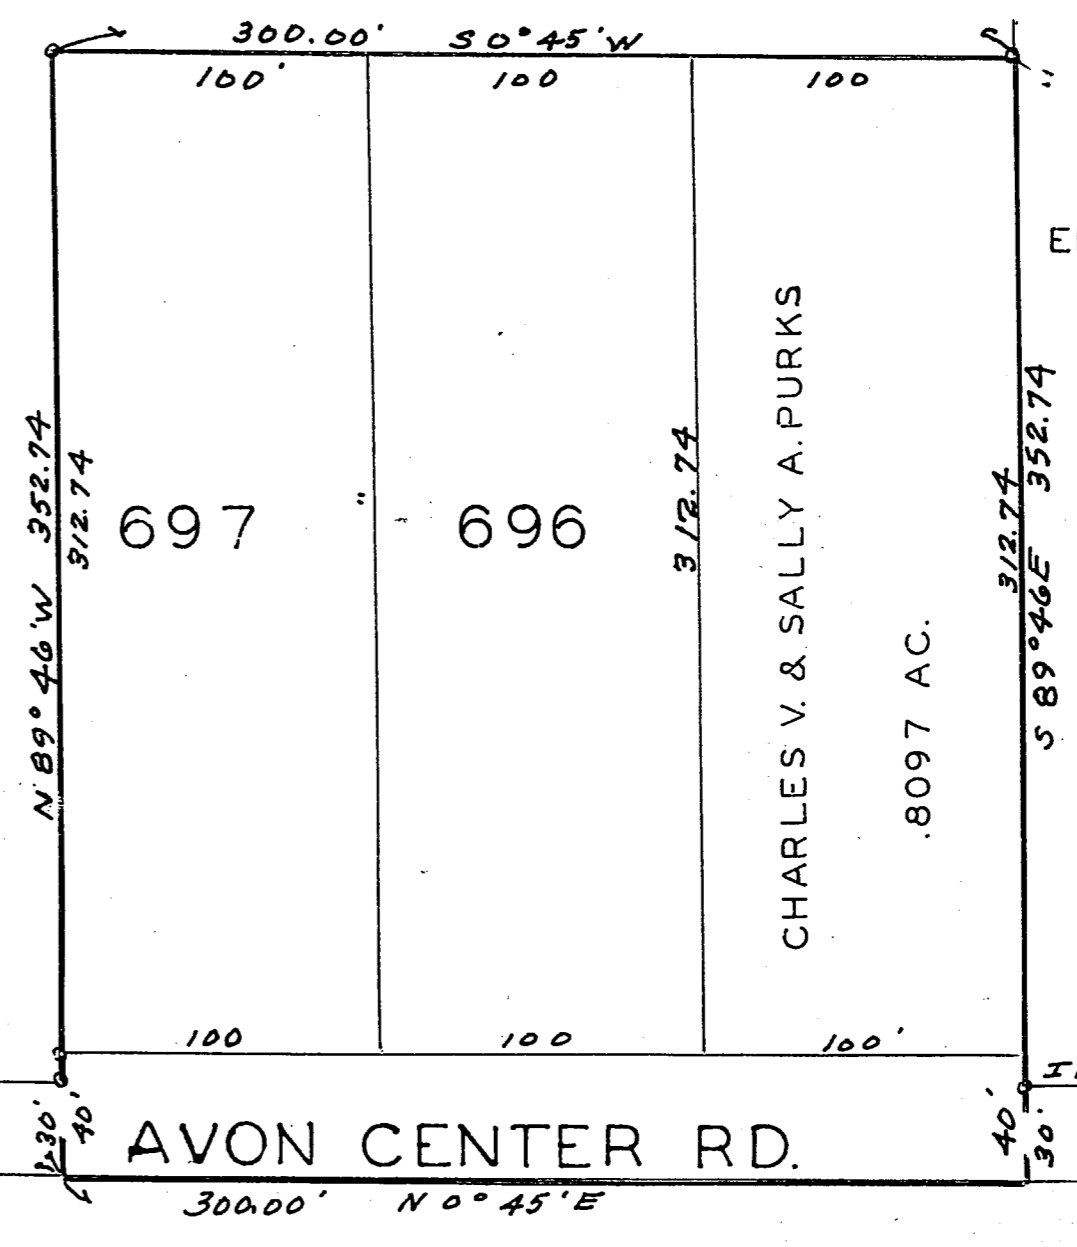 300.00' S 0° 45' W
100' 100 100
"
E
N 89° 46' W 352.74
312.74
697
"
696
312.74
CHARLES V. & SALLY A. PURKS
.8097 AC.
312.74
S 89° 46 E 352.74
100 100 100'
30' 40'
AVON CENTER RD.
40' 30'
300.00' N 0° 45' E